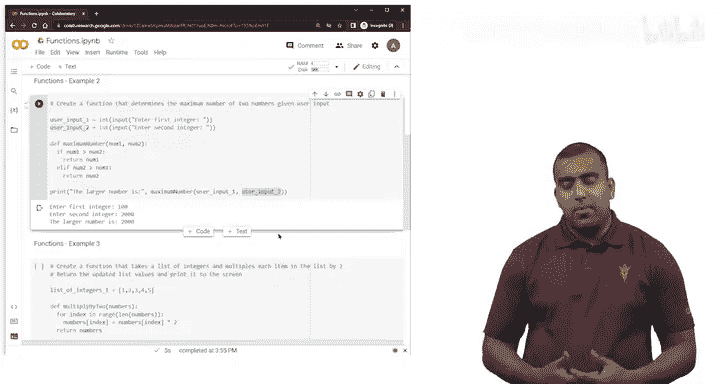 Functions.ipynb - Colaboratory
Incognito
Functions.ipynb
File Edit View Insert Runtime Tools Help
Comment
Share
A
+ Code + Text
RAM
Disk
Editing
Functions - Example 2
# Create a function that determines the maximum number of two numbers given user input
user_input_1 = int(input("Enter first integer: "))
user_input_2 = int(input("Enter second integer: "))
def maximumNumber(num1, num2):
if num1 > num2:
return num1
elif num2 > num1:
return num2
print("The larger number is:", maximumNumber(user_input_1, user_input_2))
Enter first integer: 100
Enter second integer: 2000
The larger number is: 2000
+ Code + Text
Functions - Example 3
[ ]
# Create a function that takes a list of integers and multiples each item in the list by 2
# Return the updated list values and print it to the screen
list_of_integers_1 = [1,2,3,4,5]
def multiplyByTwo(numbers):
for index in range(len(numbers)):
numbers[index] = numbers[index] * 2
return numbers
3s completed at 3:55 PM